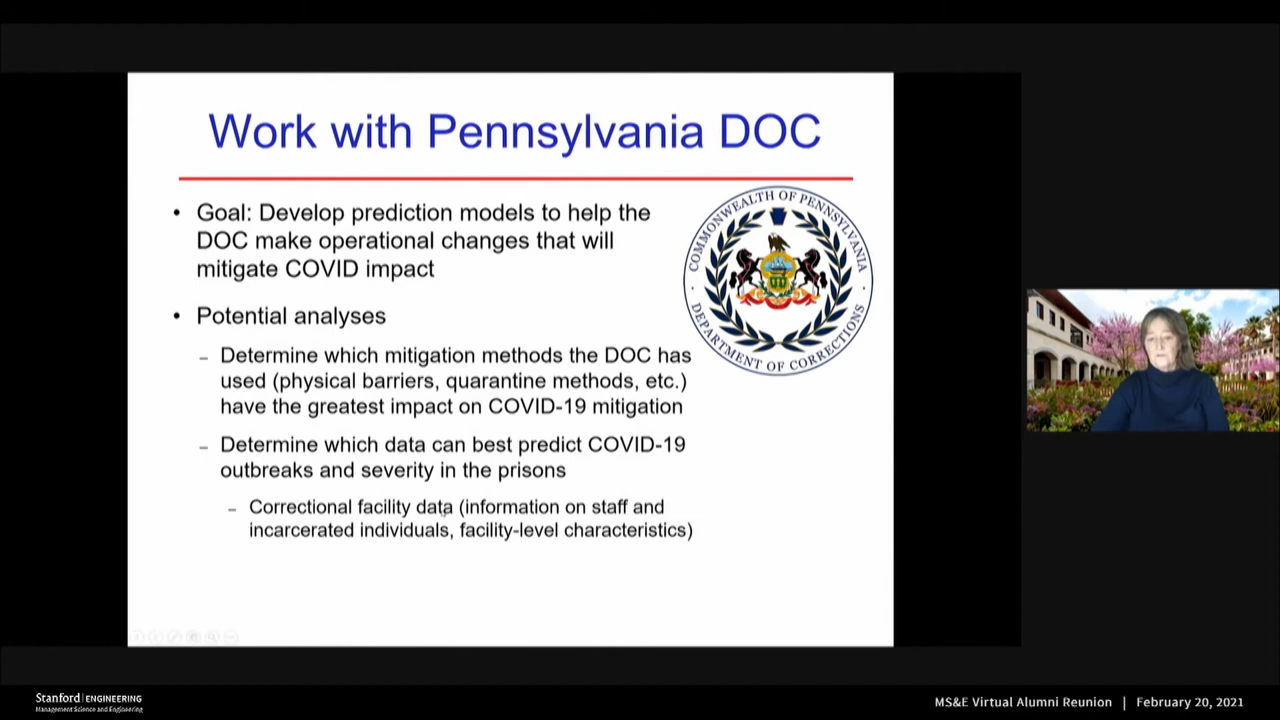 Work with Pennsylvania DOC
• Goal: Develop prediction models to help the
DOC make operational changes that will
mitigate COVID impact
• Potential analyses
– Determine which mitigation methods the DOC has
used (physical barriers, quarantine methods, etc.)
have the greatest impact on COVID-19 mitigation
– Determine which data can best predict COVID-19
outbreaks and severity in the prisons
– Correctional facility data (information on staff and
incarcerated individuals, facility-level characteristics)
COMMONWEALTH OF PENNSYLVANIA
DEPARTMENT OF CORRECTIONS
Stanford | ENGINEERING
Management Science and Engineering
MS&E Virtual Alumni Reunion | February 20, 2021